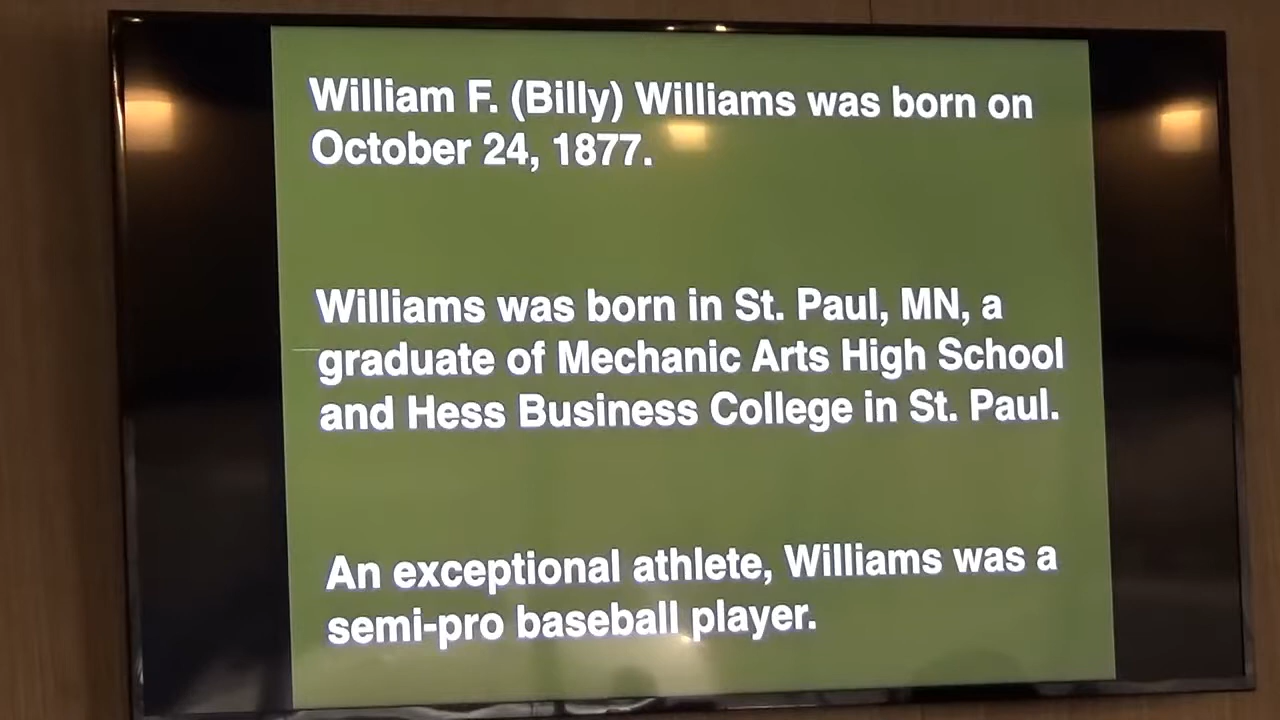 William F. (Billy) Williams was born on
October 24, 1877.
Williams was born in St. Paul, MN, a
graduate of Mechanic Arts High School
and Hess Business College in St. Paul.
An exceptional athlete, Williams was a
semi-pro baseball player.